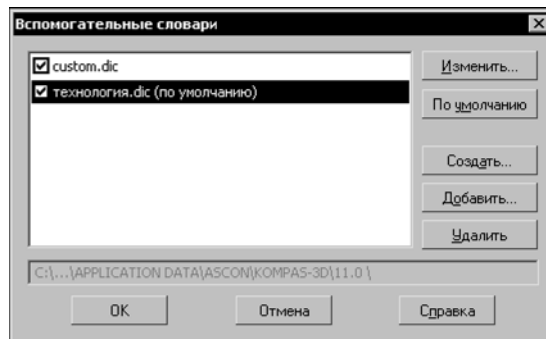 Вспомогательные словари
custom.dic
технология.dic (по умолчанию)
Изменить...
По умолчанию
Создать...
Добавить...
Удалить
C:\...\APPLICATION DATA\ASCON\KOMPAS-3D\11.0 \
OK
Отмена
Справка